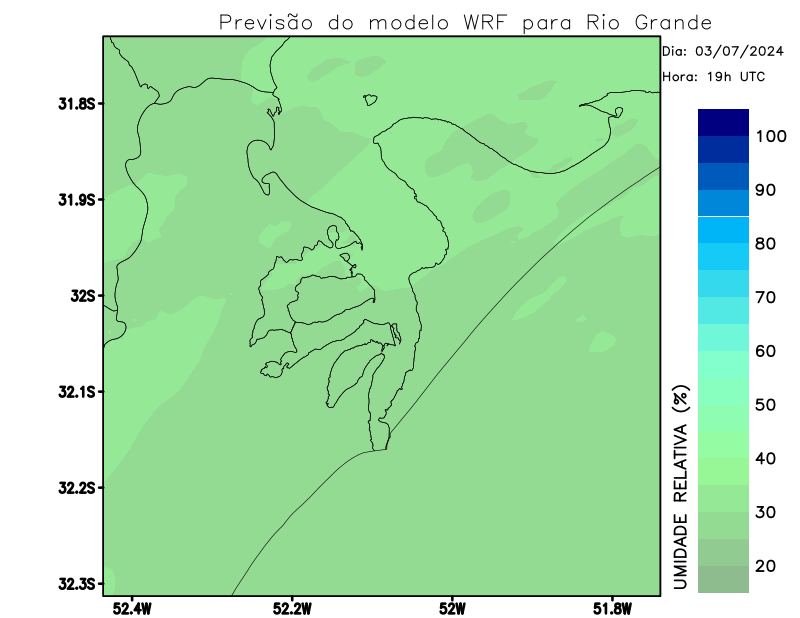 Previsão do modelo WRF para Rio Grande
Dia: 03/07/2024
Hora: 19h UTC
31.8S
31.9S
32S
32.1S
32.2S
32.3S
52.4W
52.2W
52W
51.8W
UMIDADE RELATIVA (%)
100
90
80
70
60
50
40
30
20